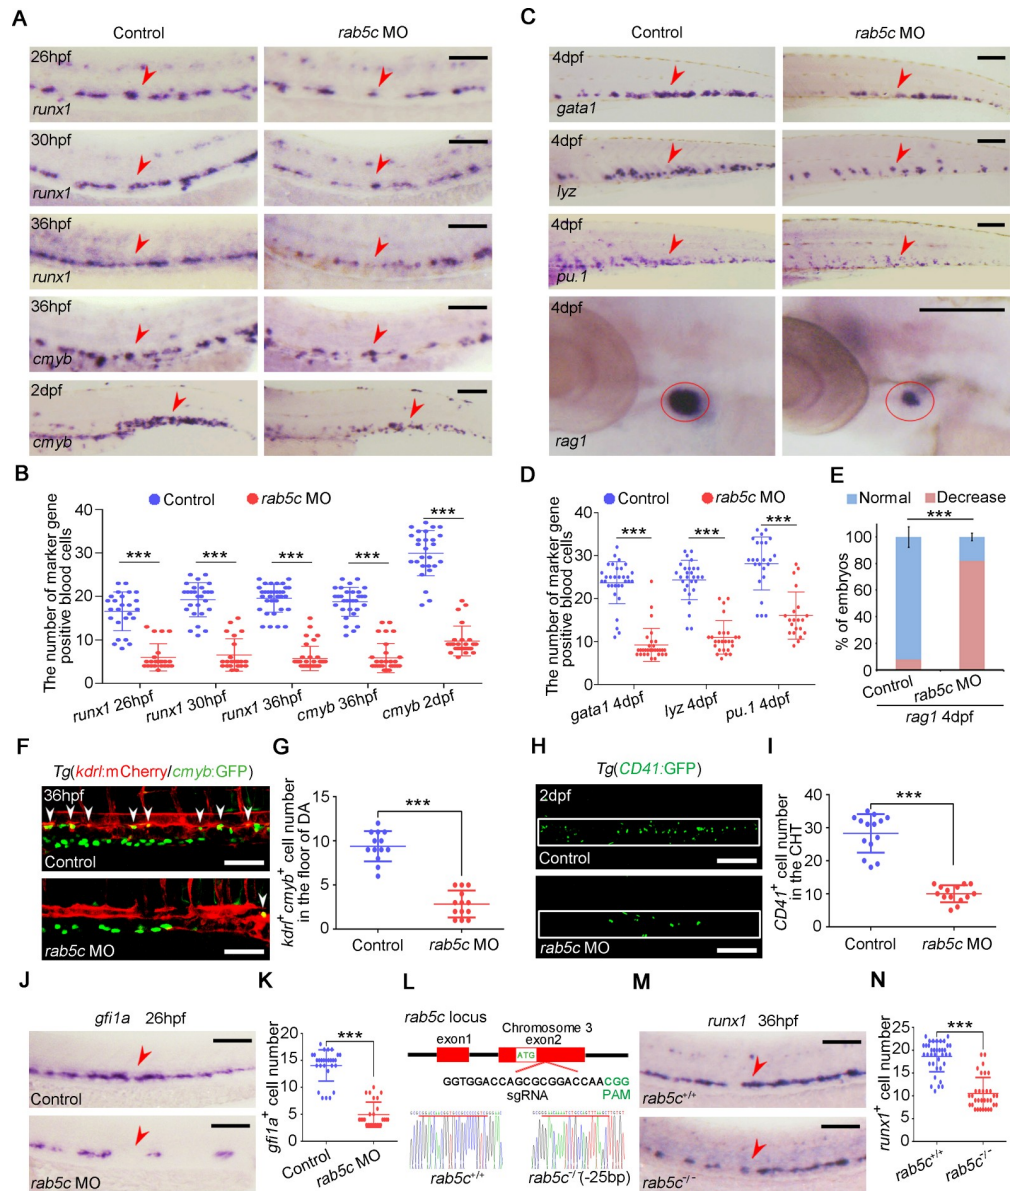 A
Control
rab5c MO
26hpf
runx1
30hpf
runx1
36hpf
runx1
36hpf
cmyb
2dpf
cmyb
B
Control
rab5c MO
The number of marker gene
positive blood cells
40
30
20
10
0
***
***
***
***
***
runx1 26hpf
runx1 30hpf
runx1 36hpf
cmyb 36hpf
cmyb 2dpf
C
Control
rab5c MO
4dpf
gata1
4dpf
lyz
4dpf
pu.1
4dpf
rag1
D
Control
rab5c MO
The number of marker gene
positive blood cells
40
30
20
10
0
***
***
***
gata1 4dpf
lyz 4dpf
pu.1 4dpf
E
Normal
Decrease
***
% of embryos
100
80
60
40
20
0
Control
rab5c MO
rag1 4dpf
F
Tg(kdrl:mCherry/cmyb:GFP)
36hpf
Control
rab5c MO
G
kdrl+cmyb+ cell number
in the floor of DA
15
12
9
6
3
0
***
Control
rab5c MO
H
Tg(CD41:GFP)
2dpf
Control
rab5c MO
I
CD41+ cell number
in the CHT
40
30
20
10
0
***
Control
rab5c MO
J
gfi1a 26hpf
Control
rab5c MO
K
gfi1a+ cell number
20
15
10
5
0
***
Control
rab5c MO
L
rab5c locus
Chromosome 3
exon1
exon2
ATG
GGTGGACCAGCGCGGACCAACGG
sgRNA
PAM
rab5c+/+
rab5c-/-(-25bp)
M
runx1 36hpf
rab5c+/+
rab5c-/-
N
runx1+ cell number
25
20
15
10
5
0
***
rab5c+/+
rab5c-/-